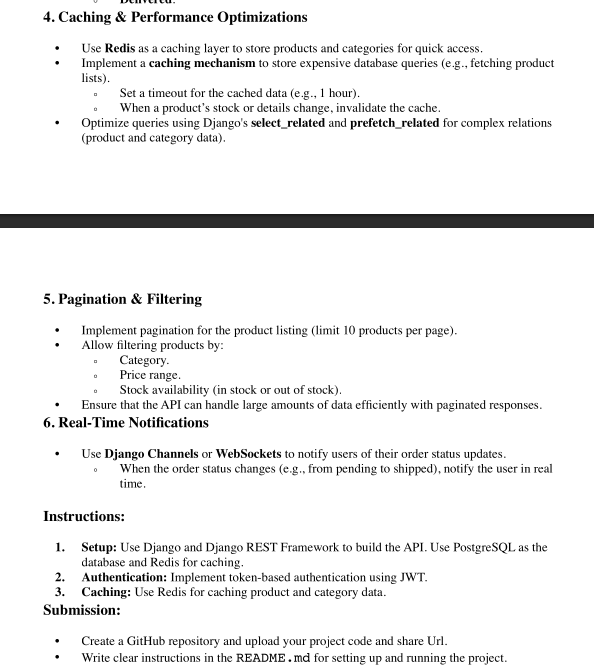 Delivered.
4. Caching & Performance Optimizations
• Use Redis as a caching layer to store products and categories for quick access.
• Implement a caching mechanism to store expensive database queries (e.g., fetching product
lists).
◦ Set a timeout for the cached data (e.g., 1 hour).
◦ When a product's stock or details change, invalidate the cache.
• Optimize queries using Django's select_related and prefetch_related for complex relations
(product and category data).
5. Pagination & Filtering
• Implement pagination for the product listing (limit 10 products per page).
• Allow filtering products by:
◦ Category.
◦ Price range.
◦ Stock availability (in stock or out of stock).
• Ensure that the API can handle large amounts of data efficiently with paginated responses.
6. Real-Time Notifications
• Use Django Channels or WebSockets to notify users of their order status updates.
◦ When the order status changes (e.g., from pending to shipped), notify the user in real
time.
Instructions:
1. Setup: Use Django and Django REST Framework to build the API. Use PostgreSQL as the
database and Redis for caching.
2. Authentication: Implement token-based authentication using JWT.
3. Caching: Use Redis for caching product and category data.
Submission:
• Create a GitHub repository and upload your project code and share Url.
• Write clear instructions in the README.md for setting up and running the project.